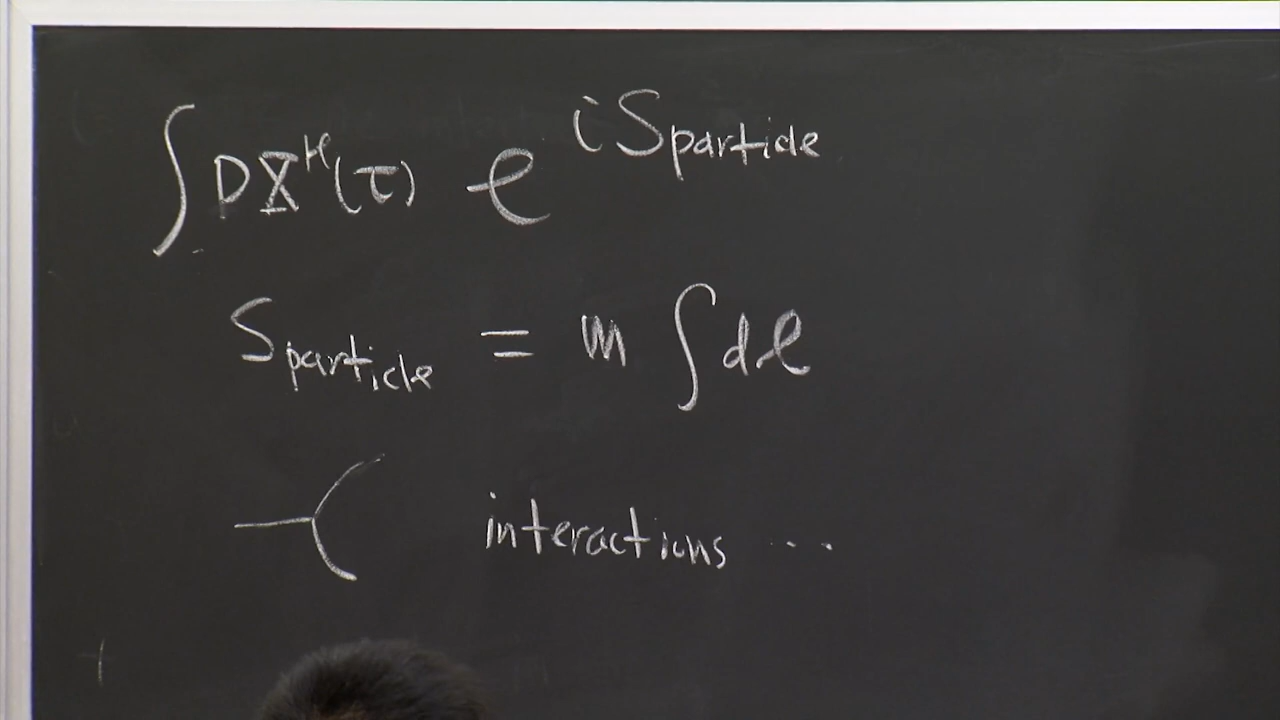 ∫ DX^μ(τ) e^{iS_particle}
S_particle = m ∫ dℓ
interactions ...